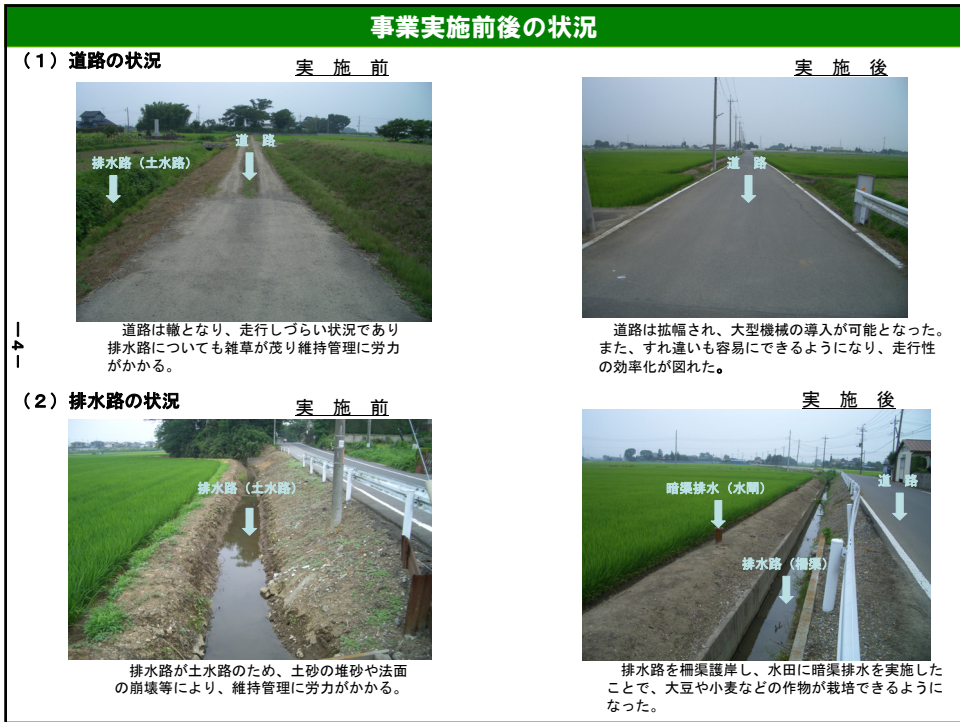 事業実施前後の状況
（１）道路の状況
実　施　前
実　施　後
道　路
排水路（土水路）
道　路
道路は轍となり、走行しづらい状況であり
排水路についても雑草が茂り維持管理に労力
がかかる。
道路は拡幅され、大型機械の導入が可能となった。
また、すれ違いも容易にできるようになり、走行性
の効率化が図れた。
－４－
（２）排水路の状況
実　施　前
実　施　後
排水路（土水路）
暗渠排水（水閘）
道　路
排水路（柵渠）
排水路が土水路のため、土砂の堆砂や法面
の崩壊等により、維持管理に労力がかかる。
排水路を柵渠護岸し、水田に暗渠排水を実施した
ことで、大豆や小麦などの作物が栽培できるように
なった。